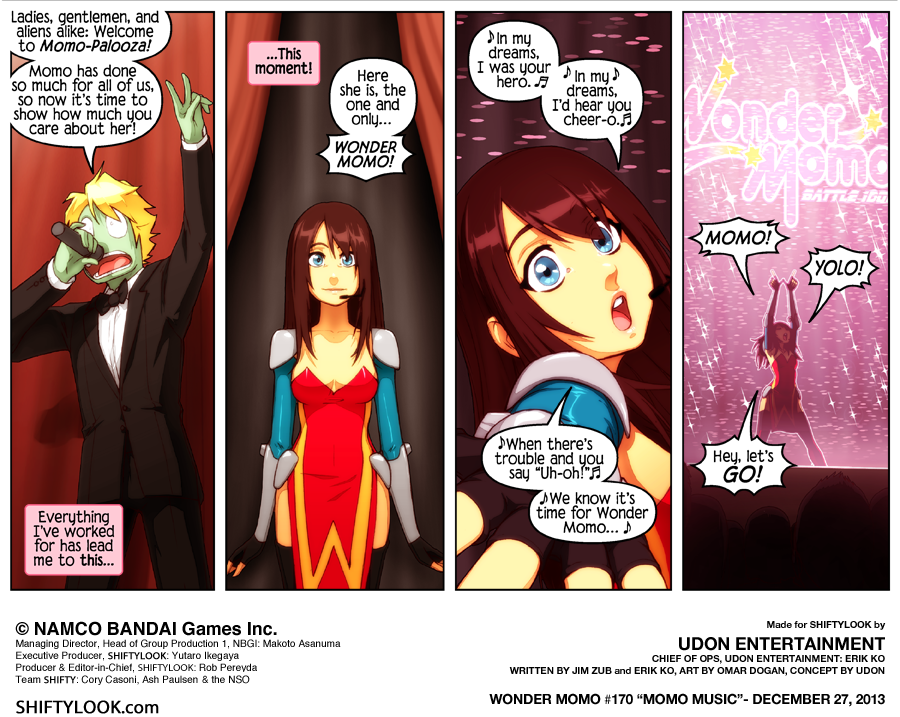 Ladies, gentlemen, and
aliens alike: Welcome
to Momo-Palooza!
Momo has done
so much for all of us,
so now it's time to
show how much you
care about her!
Everything
I've worked
for has lead
me to this...
...This
moment!
Here
she is, the
one and
only...
WONDER
MOMO!
♪In my
dreams,
I was your
hero.♬
♪In my♪
dreams,
I'd hear you
cheer-o.♬
♪When there's
trouble and you
say "Uh-oh!"♬
♪We know it's
time for Wonder
Momo... ♪
Wonder
Momo
BATTLE IDOL
MOMO!
YOLO!
Hey, let's
GO!
© NAMCO BANDAI Games Inc.
Managing Director, Head of Group Production 1, NBGI: Makoto Asanuma
Executive Producer, SHIFTYLOOK: Yutaro Ikegaya
Producer & Editor-in-Chief, SHIFTYLOOK: Rob Pereyda
Team SHIFTY: Cory Casoni, Ash Paulsen & the NSO
SHIFTYLOOK.com
Made for SHIFTYLOOK by
UDON ENTERTAINMENT
CHIEF OF OPS, UDON ENTERTAINMENT: ERIK KO
WRITTEN BY JIM ZUB and ERIK KO, ART BY OMAR DOGAN, CONCEPT BY UDON
WONDER MOMO #170 "MOMO MUSIC"- DECEMBER 27, 2013